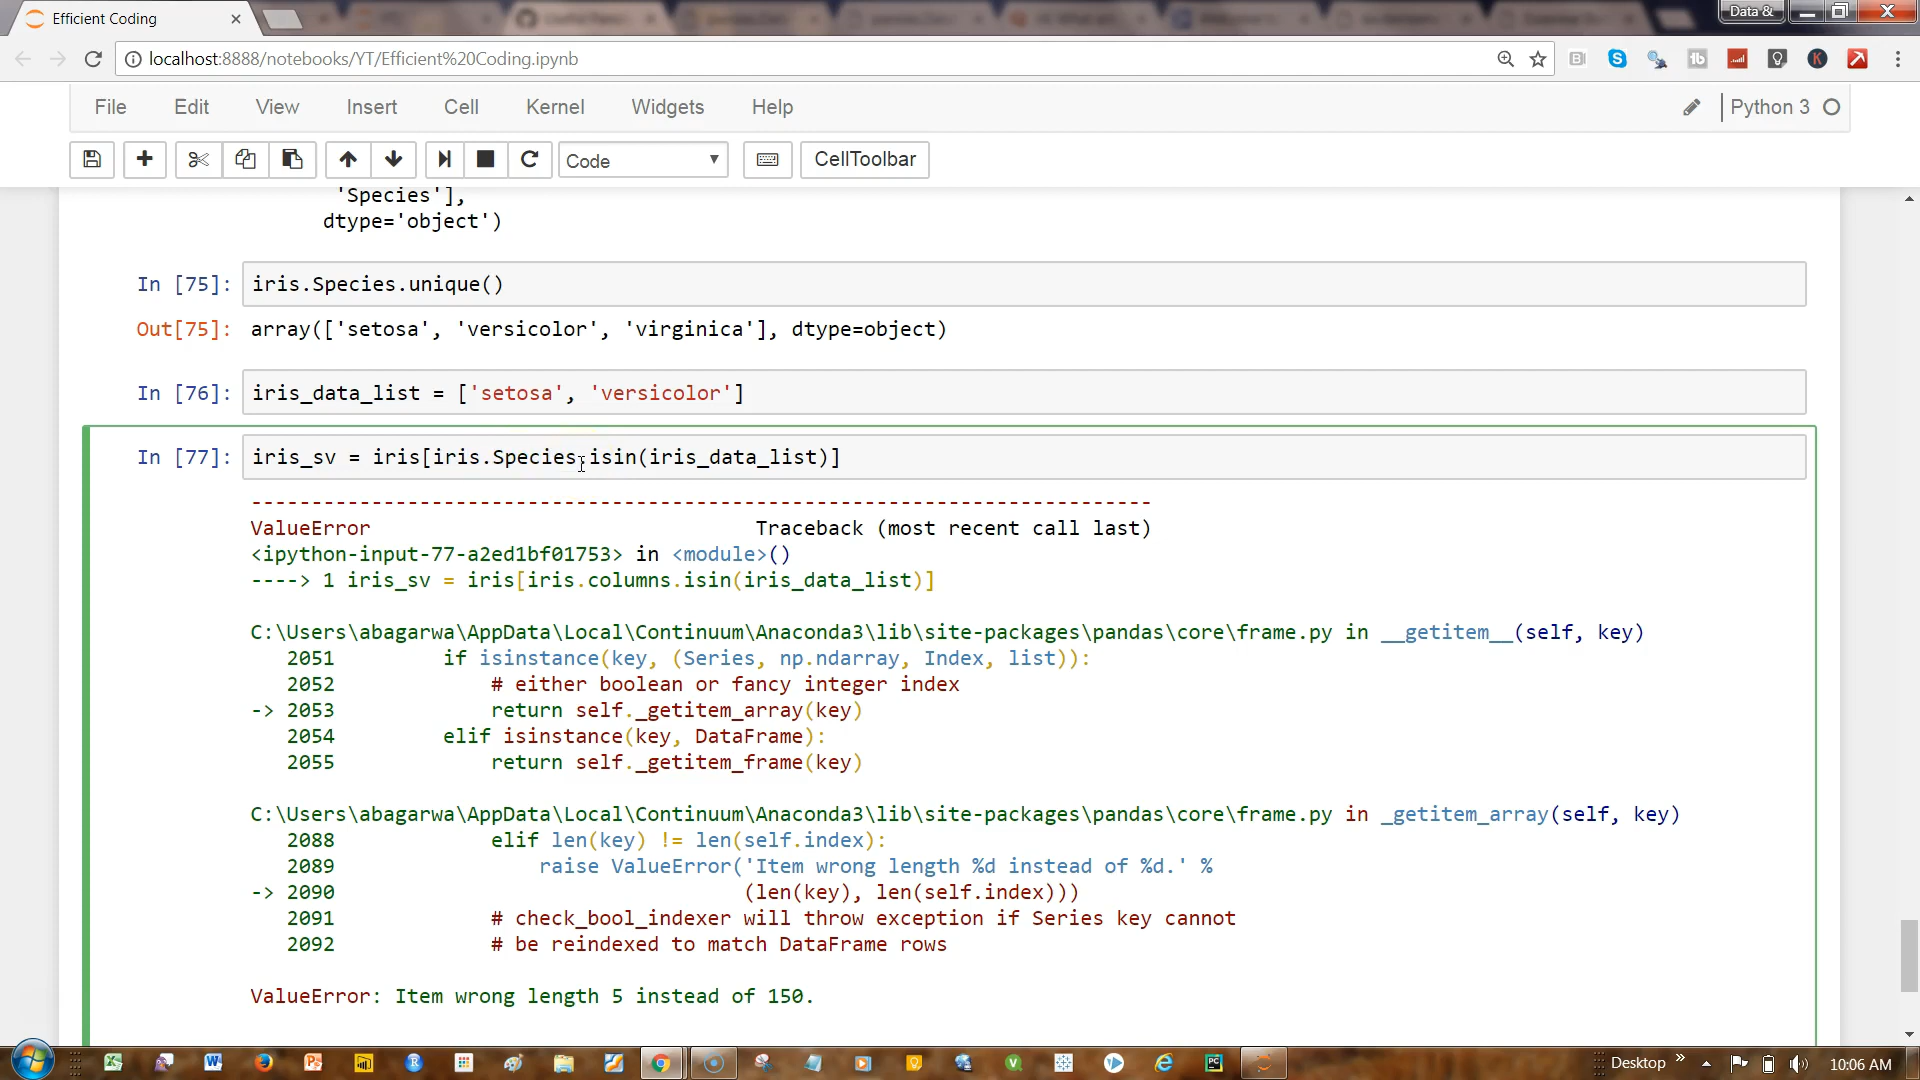 Efficient Coding
Data &
localhost:8888/notebooks/YT/Efficient%20Coding.ipynb
File Edit View Insert Cell Kernel Widgets Help
Python 3
Code
CellToolbar
'Species'],
dtype='object')
In [75]: iris.Species.unique()
Out[75]: array(['setosa', 'versicolor', 'virginica'], dtype=object)
In [76]: iris_data_list = ['setosa', 'versicolor']
In [77]: iris_sv = iris[iris.Species.isin(iris_data_list)]
---------------------------------------------------------------------------
ValueError Traceback (most recent call last)
<ipython-input-77-a2ed1bf01753> in <module>()
----> 1 iris_sv = iris[iris.columns.isin(iris_data_list)]
C:\Users\abagarwa\AppData\Local\Continuum\Anaconda3\lib\site-packages\pandas\core\frame.py in __getitem__(self, key)
2051 if isinstance(key, (Series, np.ndarray, Index, list)):
2052 # either boolean or fancy integer index
-> 2053 return self._getitem_array(key)
2054 elif isinstance(key, DataFrame):
2055 return self._getitem_frame(key)
C:\Users\abagarwa\AppData\Local\Continuum\Anaconda3\lib\site-packages\pandas\core\frame.py in _getitem_array(self, key)
2088 elif len(key) != len(self.index):
2089 raise ValueError('Item wrong length %d instead of %d.' %
-> 2090 (len(key), len(self.index)))
2091 # check_bool_indexer will throw exception if Series key cannot
2092 # be reindexed to match DataFrame rows
ValueError: Item wrong length 5 instead of 150.
Desktop
10:06 AM